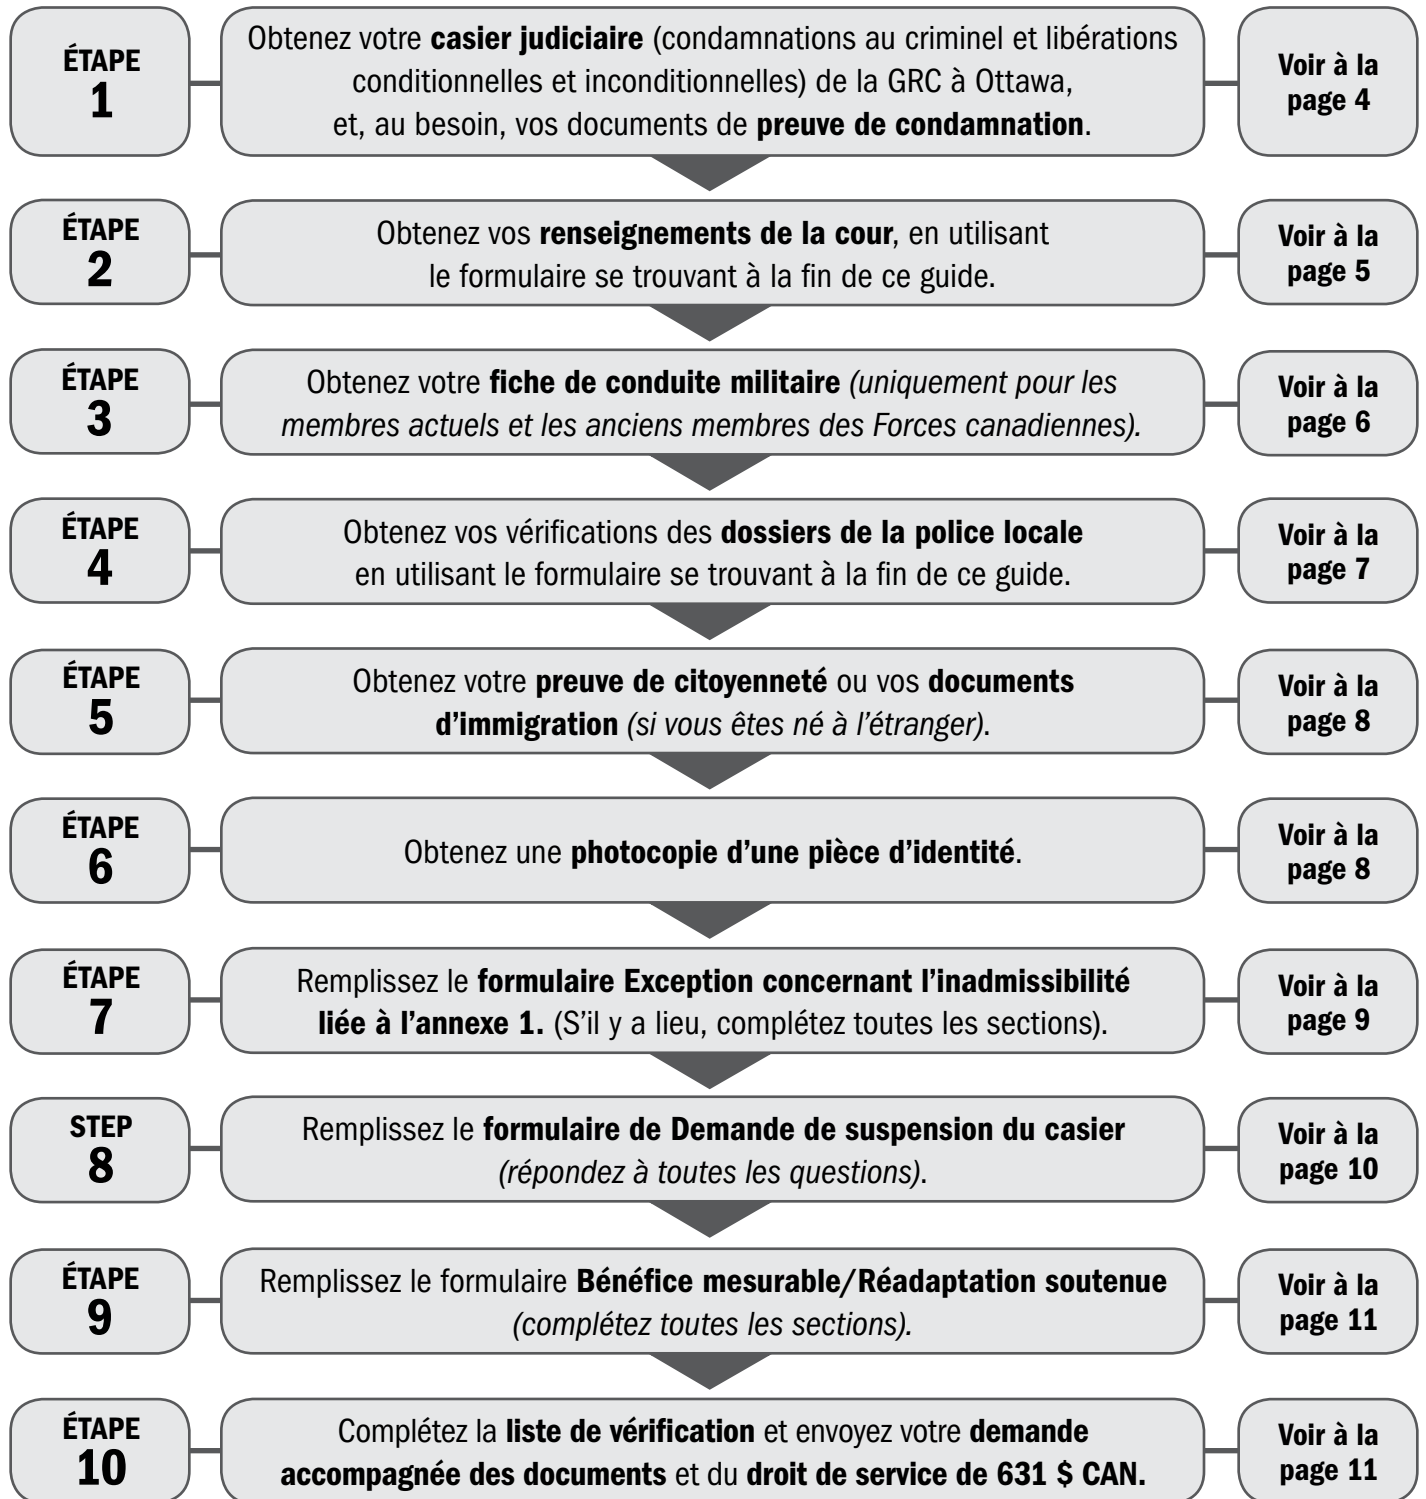 ÉTAPE
1
Obtenez votre casier judiciaire (condamnations au criminel et libérations
conditionnelles et inconditionnelles) de la GRC à Ottawa,
et, au besoin, vos documents de preuve de condamnation.
Voir à la
page 4
ÉTAPE
2
Obtenez vos renseignements de la cour, en utilisant
le formulaire se trouvant à la fin de ce guide.
Voir à la
page 5
ÉTAPE
3
Obtenez votre fiche de conduite militaire (uniquement pour les
membres actuels et les anciens membres des Forces canadiennes).
Voir à la
page 6
ÉTAPE
4
Obtenez vos vérifications des dossiers de la police locale
en utilisant le formulaire se trouvant à la fin de ce guide.
Voir à la
page 7
ÉTAPE
5
Obtenez votre preuve de citoyenneté ou vos documents
d'immigration (si vous êtes né à l'étranger).
Voir à la
page 8
ÉTAPE
6
Obtenez une photocopie d'une pièce d'identité.
Voir à la
page 8
ÉTAPE
7
Remplissez le formulaire Exception concernant l'inadmissibilité
liée à l'annexe 1. (S'il y a lieu, complétez toutes les sections).
Voir à la
page 9
STEP
8
Remplissez le formulaire de Demande de suspension du casier
(répondez à toutes les questions).
Voir à la
page 10
ÉTAPE
9
Remplissez le formulaire Bénéfice mesurable/Réadaptation soutenue
(complétez toutes les sections).
Voir à la
page 11
ÉTAPE
10
Complétez la liste de vérification et envoyez votre demande
accompagnée des documents et du droit de service de 631 $ CAN.
Voir à la
page 11